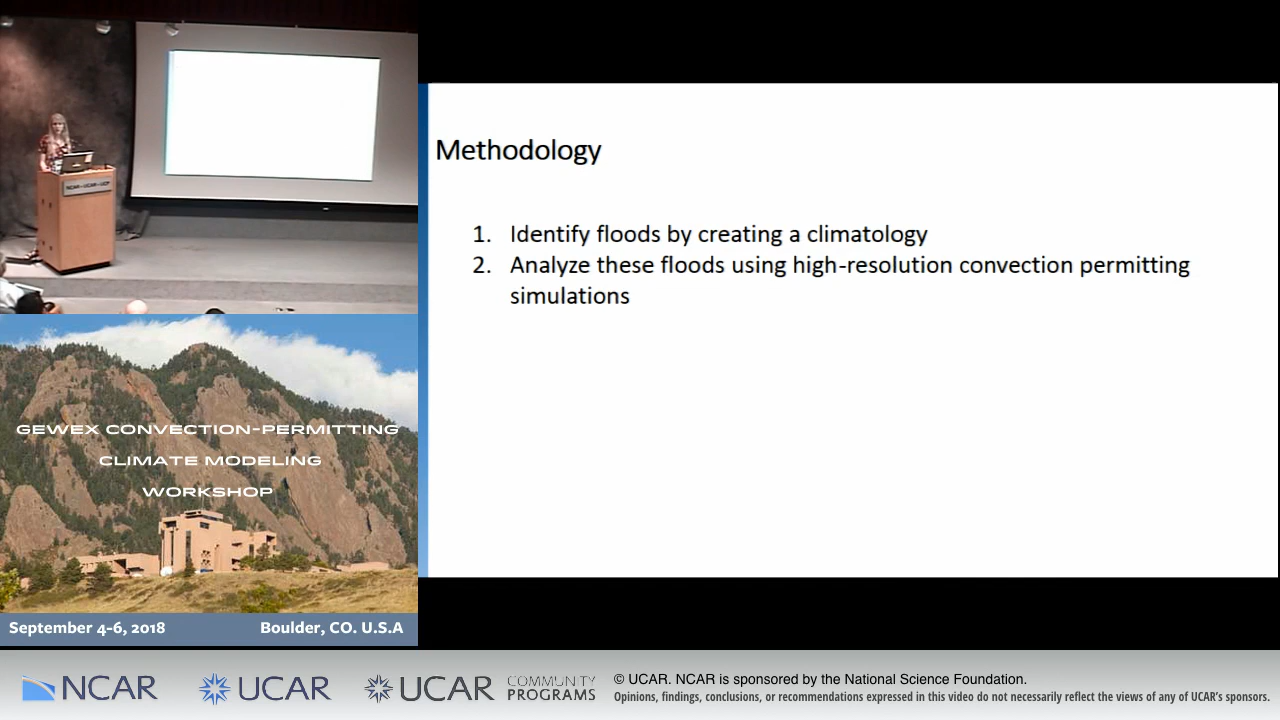 NCAR-UCAR-UCP
Methodology
1. Identify floods by creating a climatology
2. Analyze these floods using high-resolution convection permitting
simulations
GEWEX CONVECTION-PERMITTING
CLIMATE MODELING
WORKSHOP
September 4-6, 2018 Boulder, CO. U.S.A
NCAR UCAR UCAR COMMUNITY
PROGRAMS
© UCAR. NCAR is sponsored by the National Science Foundation.
Opinions, findings, conclusions, or recommendations expressed in this video do not necessarily reflect the views of any of UCAR's sponsors.